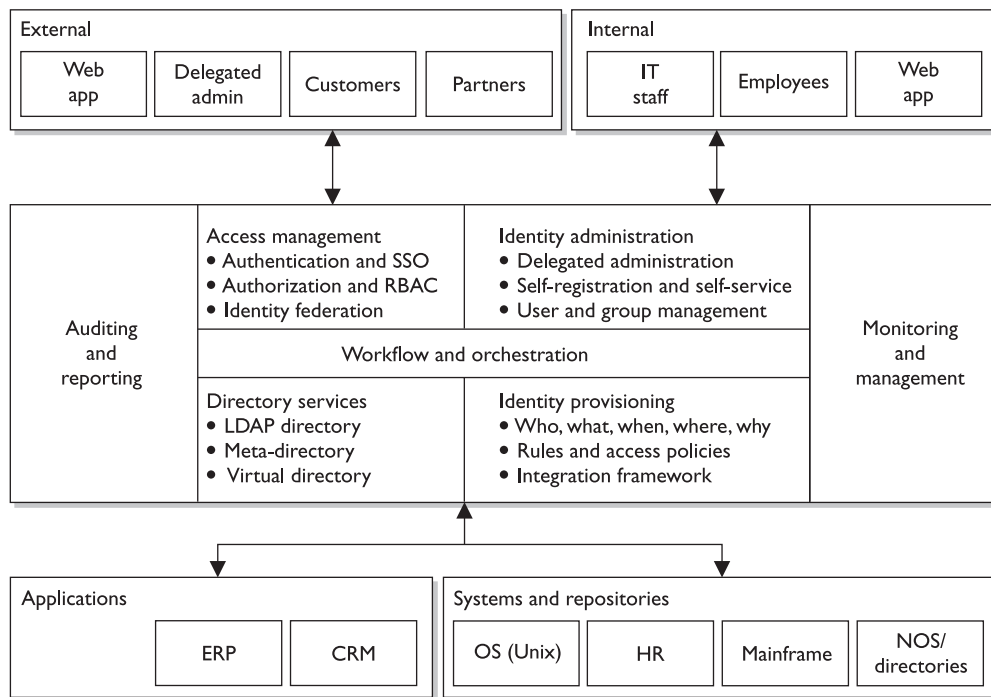 External
Web
app
Delegated
admin
Customers
Partners
Internal
IT
staff
Employees
Web
app
Auditing
and
reporting
Access management
• Authentication and SSO
• Authorization and RBAC
• Identity federation
Identity administration
• Delegated administration
• Self-registration and self-service
• User and group management
Workflow and orchestration
Directory services
• LDAP directory
• Meta-directory
• Virtual directory
Identity provisioning
• Who, what, when, where, why
• Rules and access policies
• Integration framework
Monitoring
and
management
Applications
ERP
CRM
Systems and repositories
OS (Unix)
HR
Mainframe
NOS/
directories